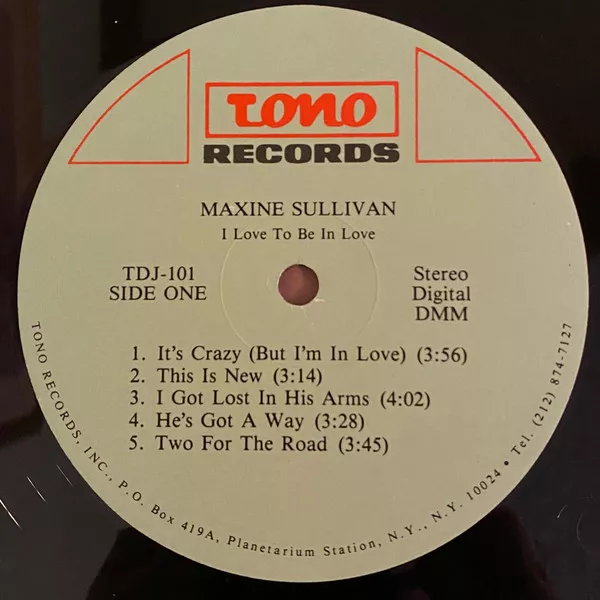 TONO
RECORDS
MAXINE SULLIVAN
I Love To Be In Love
TDJ-101
SIDE ONE
Stereo
Digital
DMM
1. It's Crazy (But I'm In Love) (3:56)
2. This Is New (3:14)
3. I Got Lost In His Arms (4:02)
4. He's Got A Way (3:28)
5. Two For The Road (3:45)
TONO RECORDS, INC., P.O. Box 419A, Planetarium Station, N.Y., N.Y. 10024 • Tel. (212) 874-7127